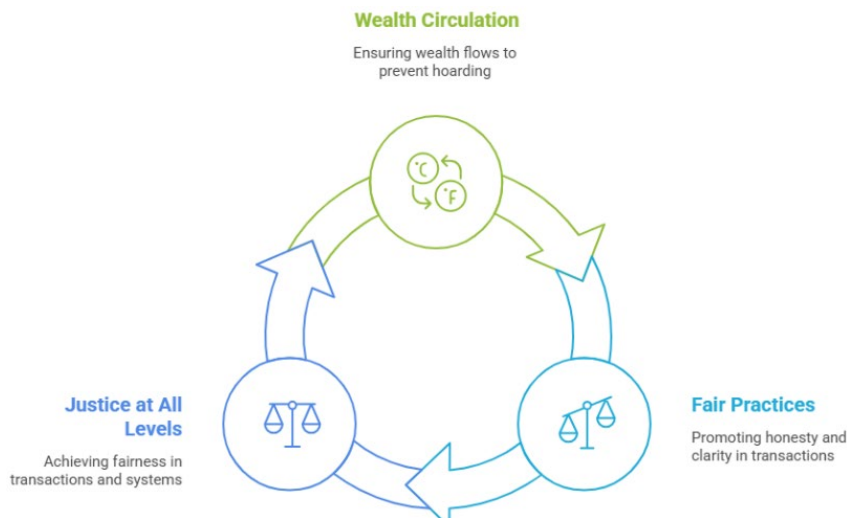 Wealth Circulation
Ensuring wealth flows to
prevent hoarding
°C
°F
Justice at All
Levels
Achieving fairness in
transactions and systems
Fair Practices
Promoting honesty and
clarity in transactions